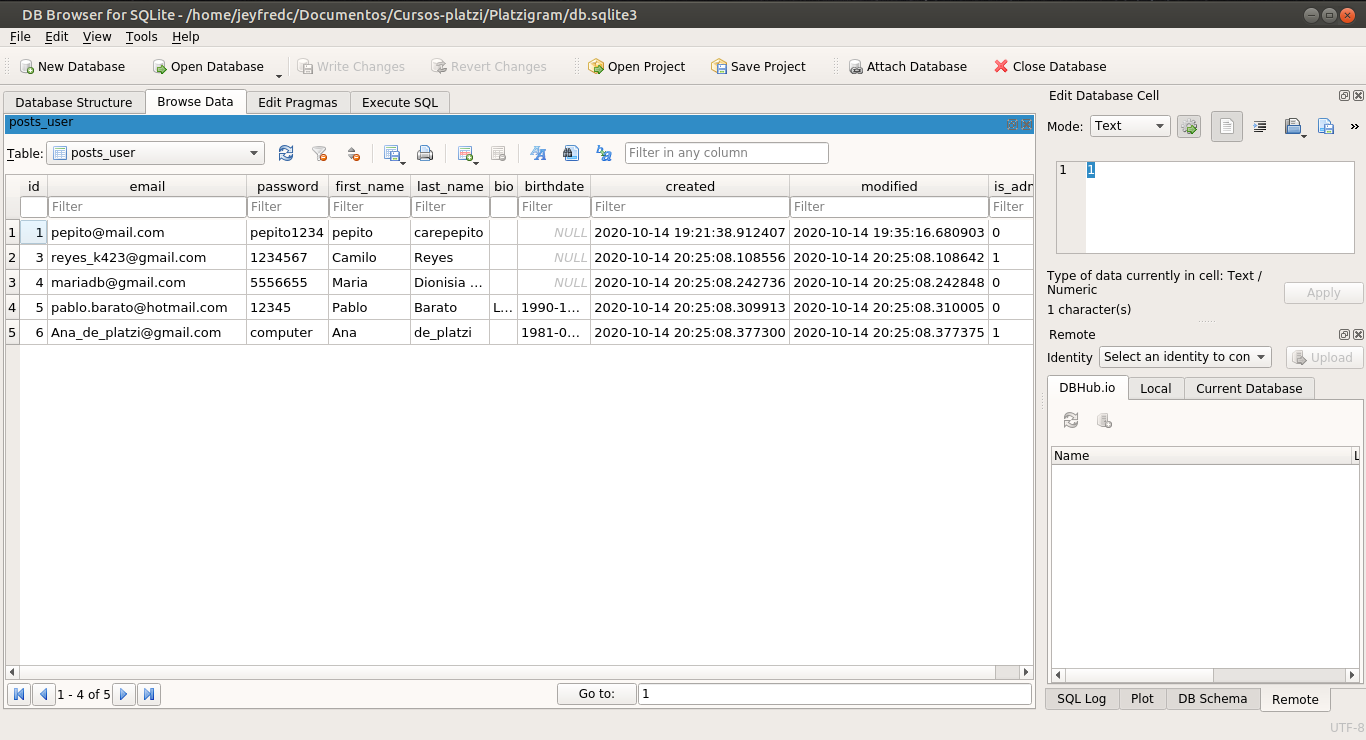 DB Browser for SQLite - /home/jeyfredc/Documentos/Cursos-platzi/Platzigram/db.sqlite3
File Edit View Tools Help
New Database Open Database Write Changes Revert Changes Open Project Save Project Attach Database Close Database
Database Structure Browse Data Edit Pragmas Execute SQL
posts_user
Table: posts_user Filter in any column
id email password first_name last_name bio birthdate created modified is_adm
Filter Filter Filter Filter Filter Filter Filter Filter
1 1 pepito@mail.com pepito1234 pepito carepepito NULL 2020-10-14 19:21:38.912407 2020-10-14 19:35:16.680903 0
2 3 reyes_k423@gmail.com 1234567 Camilo Reyes NULL 2020-10-14 20:25:08.108556 2020-10-14 20:25:08.108642 1
3 4 mariadb@gmail.com 5556655 Maria Dionisia ... NULL 2020-10-14 20:25:08.242736 2020-10-14 20:25:08.242848 0
4 5 pablo.barato@hotmail.com 12345 Pablo Barato L... 1990-1... 2020-10-14 20:25:08.309913 2020-10-14 20:25:08.310005 0
5 6 Ana_de_platzi@gmail.com computer Ana de_platzi 1981-0... 2020-10-14 20:25:08.377300 2020-10-14 20:25:08.377375 1
1 - 4 of 5 Go to: 1
Edit Database Cell
Mode: Text »
1 1
Type of data currently in cell: Text /
Numeric
1 character(s)
Apply
Remote
Identity Select an identity to con Upload
DBHub.io Local Current Database
Name L
SQL Log Plot DB Schema Remote
UTF-8